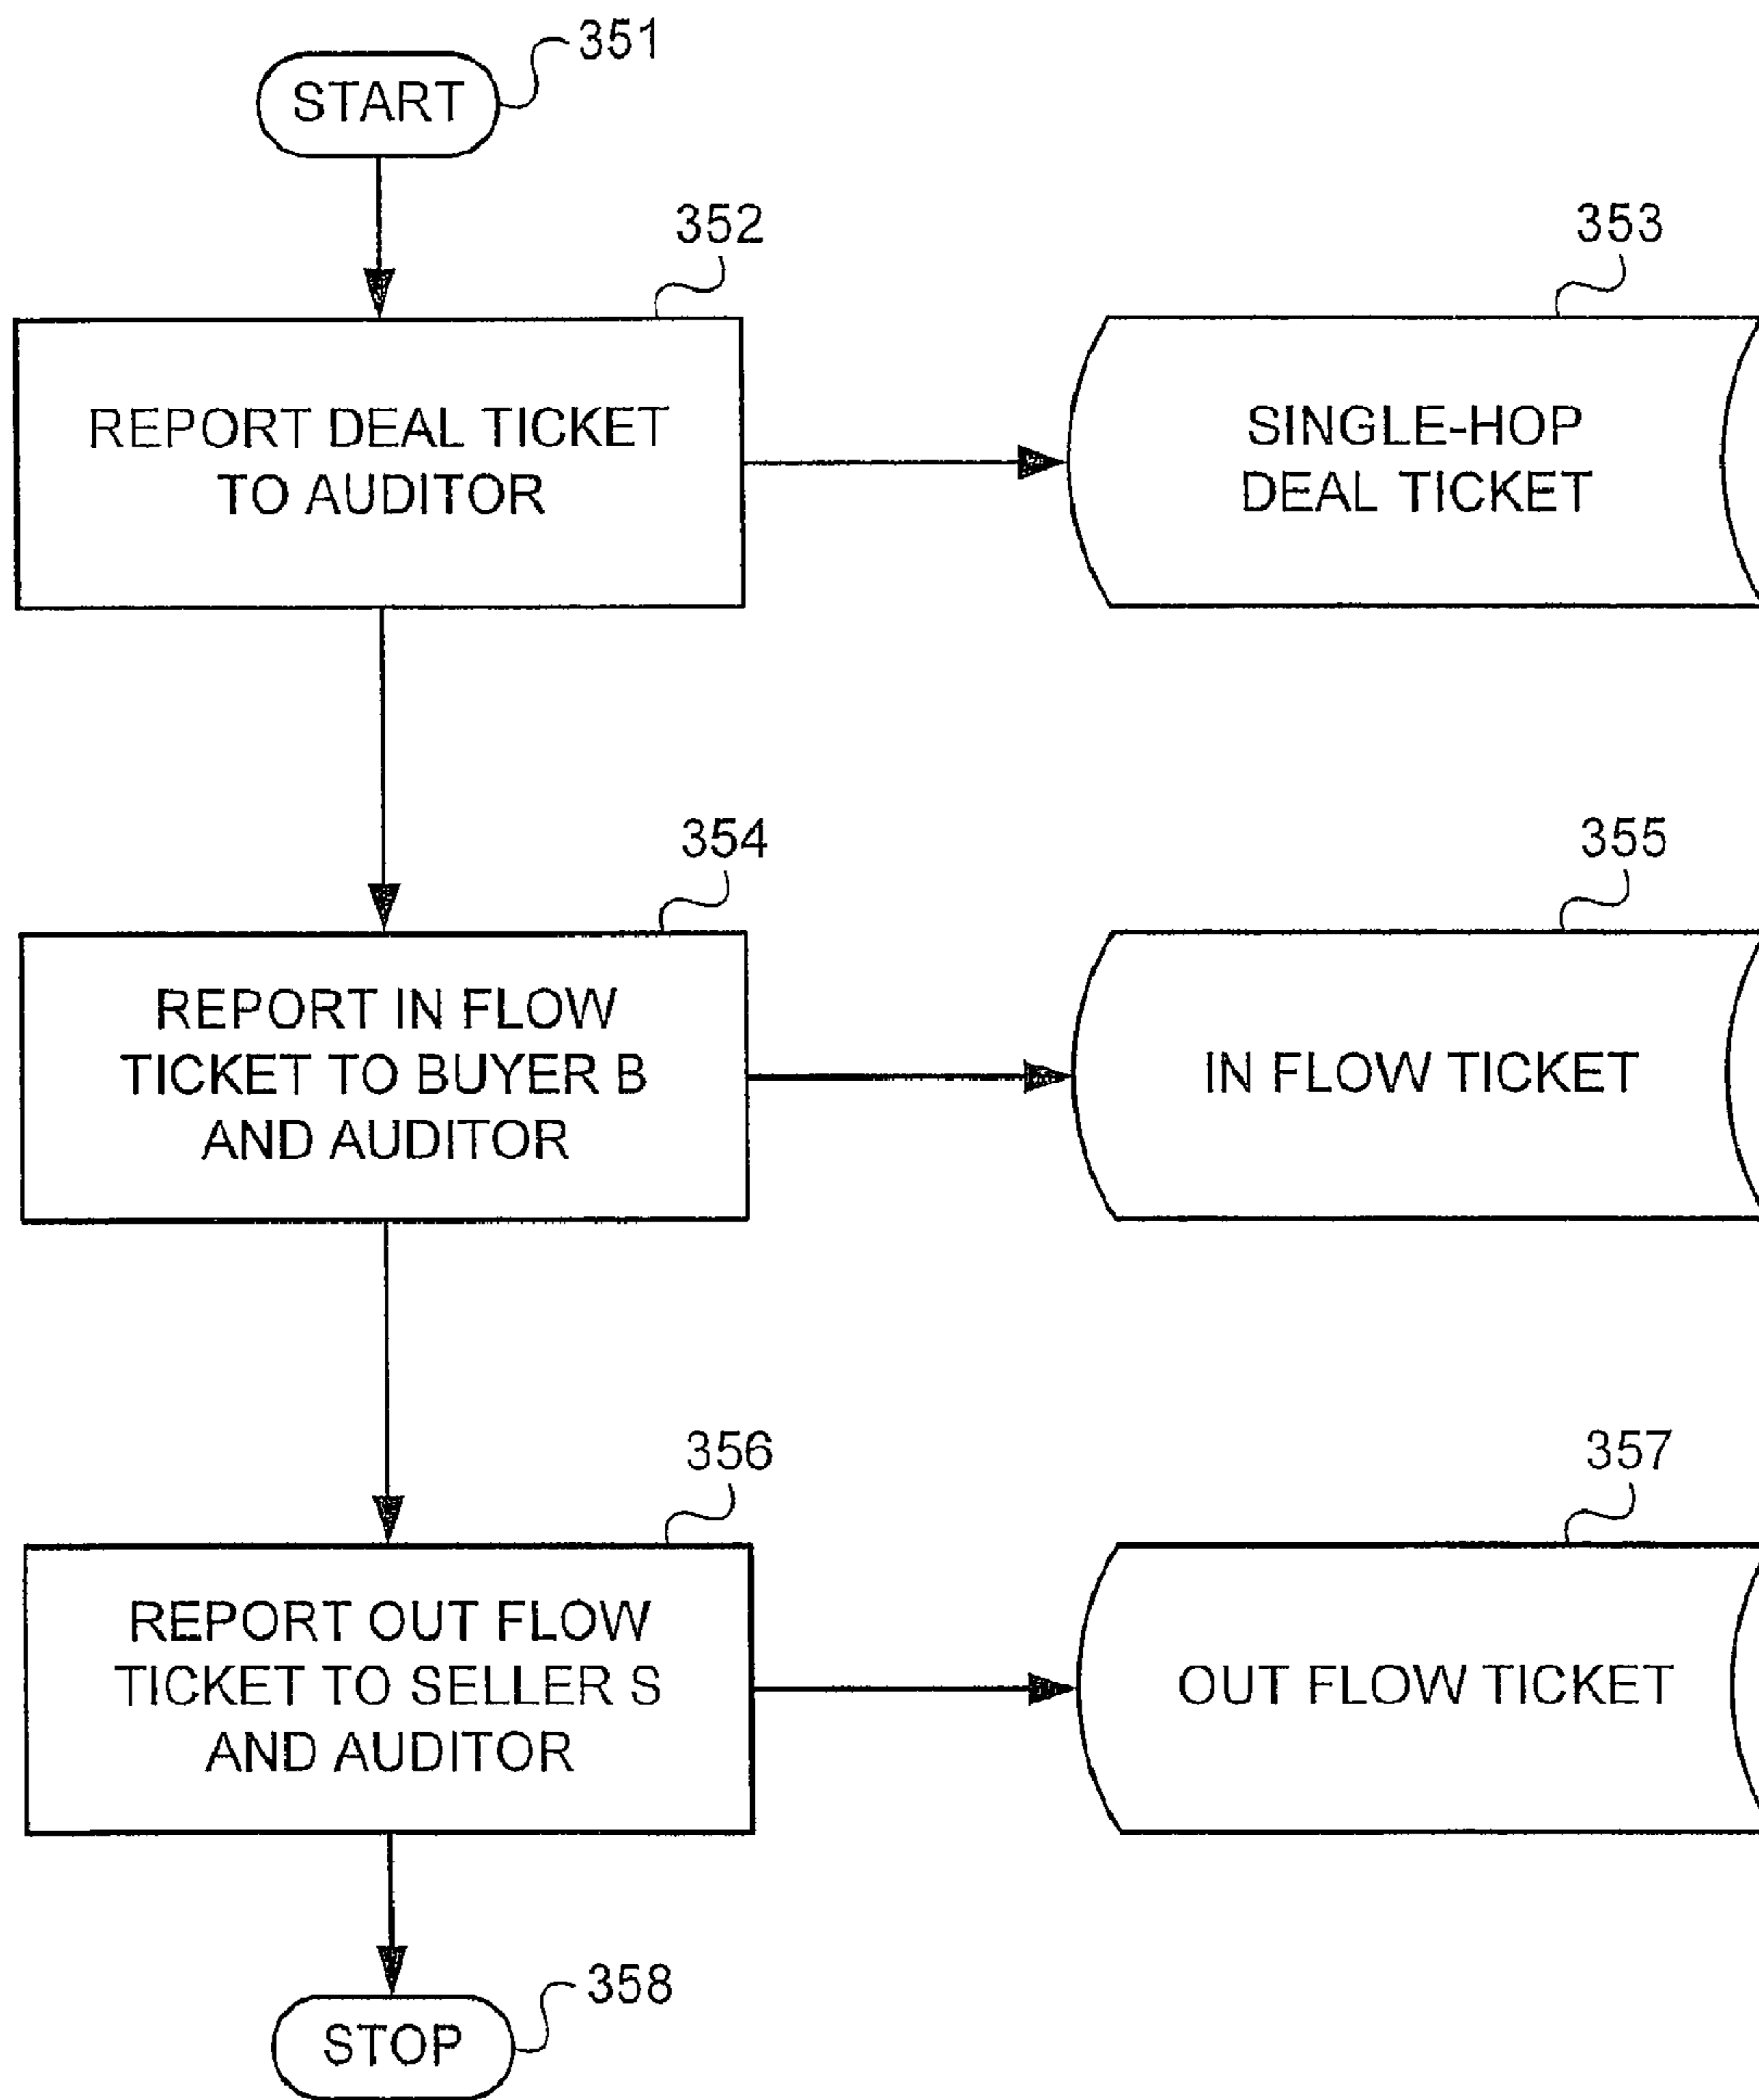 351
START
352
353
REPORT DEAL TICKET
TO AUDITOR
SINGLE-HOP
DEAL TICKET
354
355
REPORT IN FLOW
TICKET TO BUYER B
AND AUDITOR
IN FLOW TICKET
356
357
REPORT OUT FLOW
TICKET TO SELLER S
AND AUDITOR
OUT FLOW TICKET
358
STOP